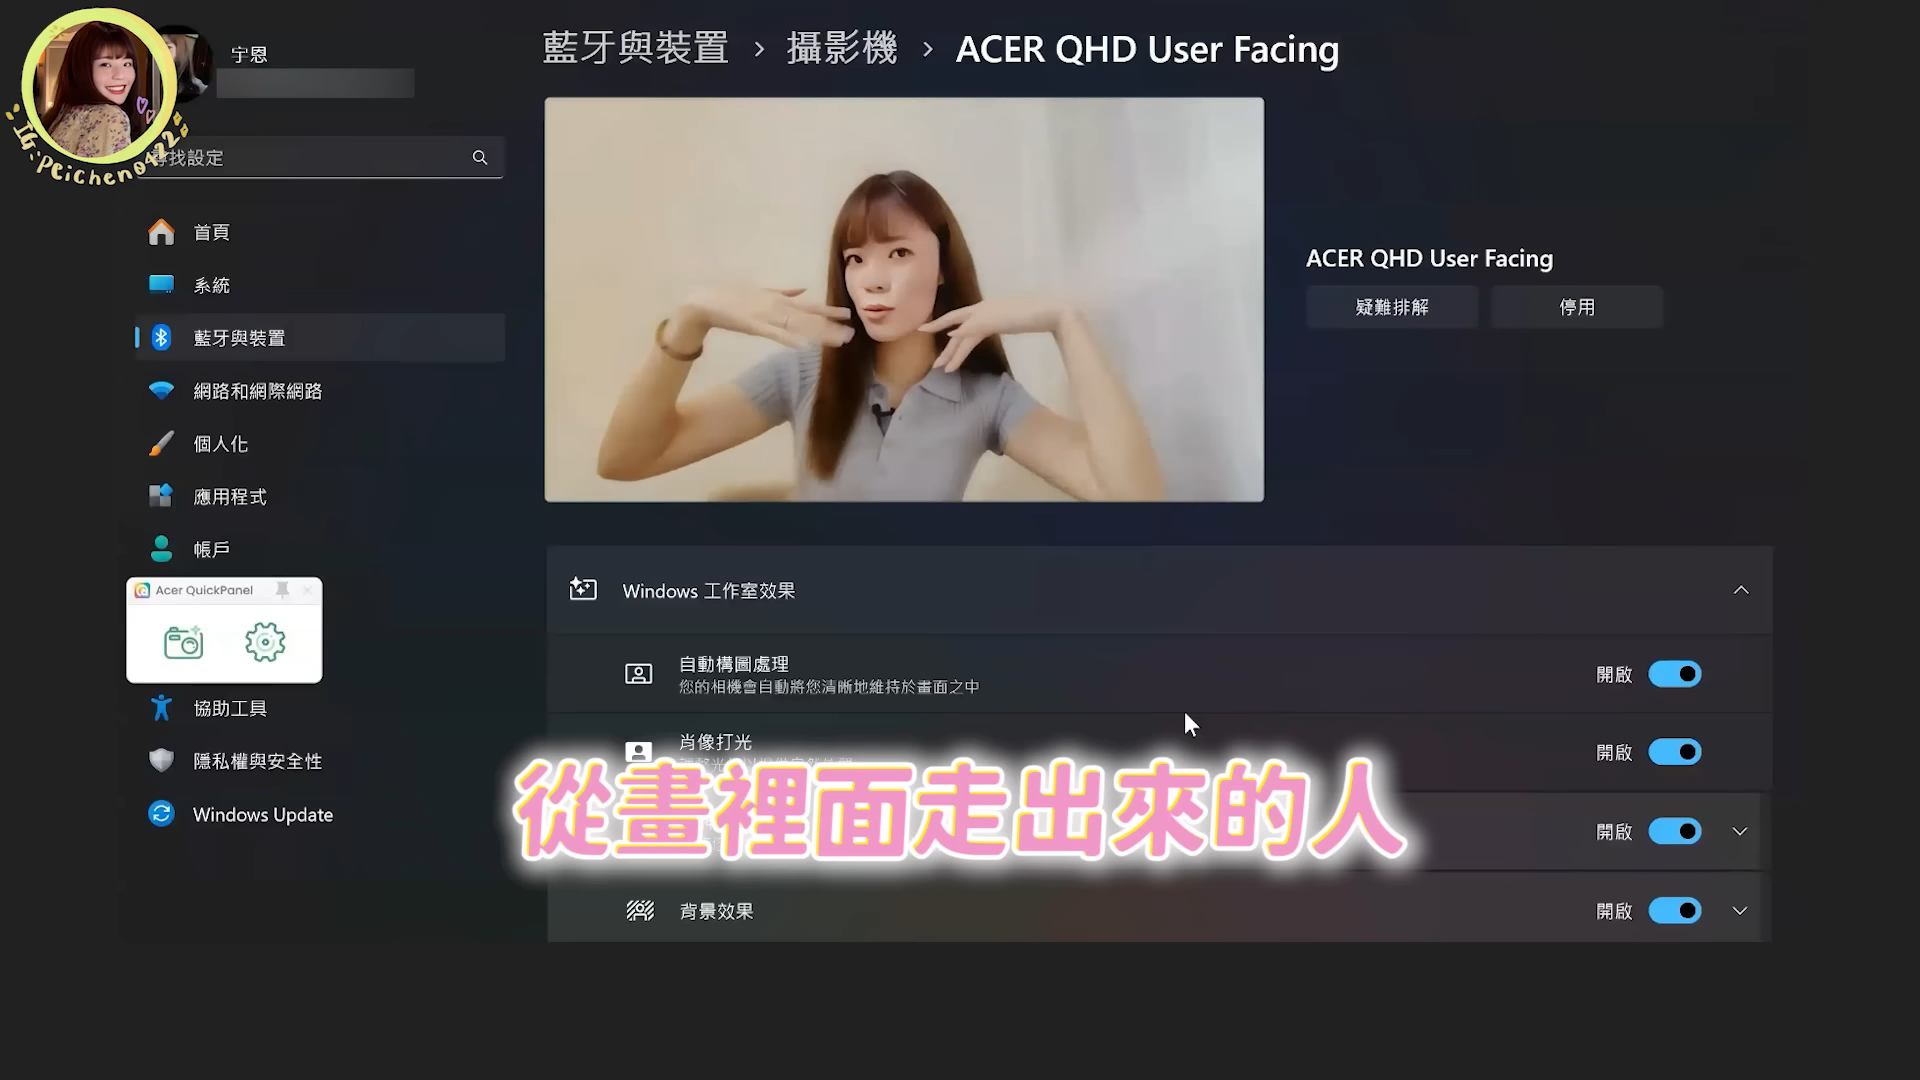 宇恩
IG:peichen0422
尋找設定
首頁
系統
藍牙與裝置
網路和網際網路
個人化
應用程式
帳戶
Acer QuickPanel
協助工具
隱私權與安全性
Windows Update
藍牙與裝置 › 攝影機 › ACER QHD User Facing
ACER QHD User Facing
疑難排解
停用
Windows 工作室效果
自動構圖處理
您的相機會自動將您清晰地維持於畫面之中
開啟
肖像打光
開啟
從畫裡面走出來的人
開啟
背景效果
開啟